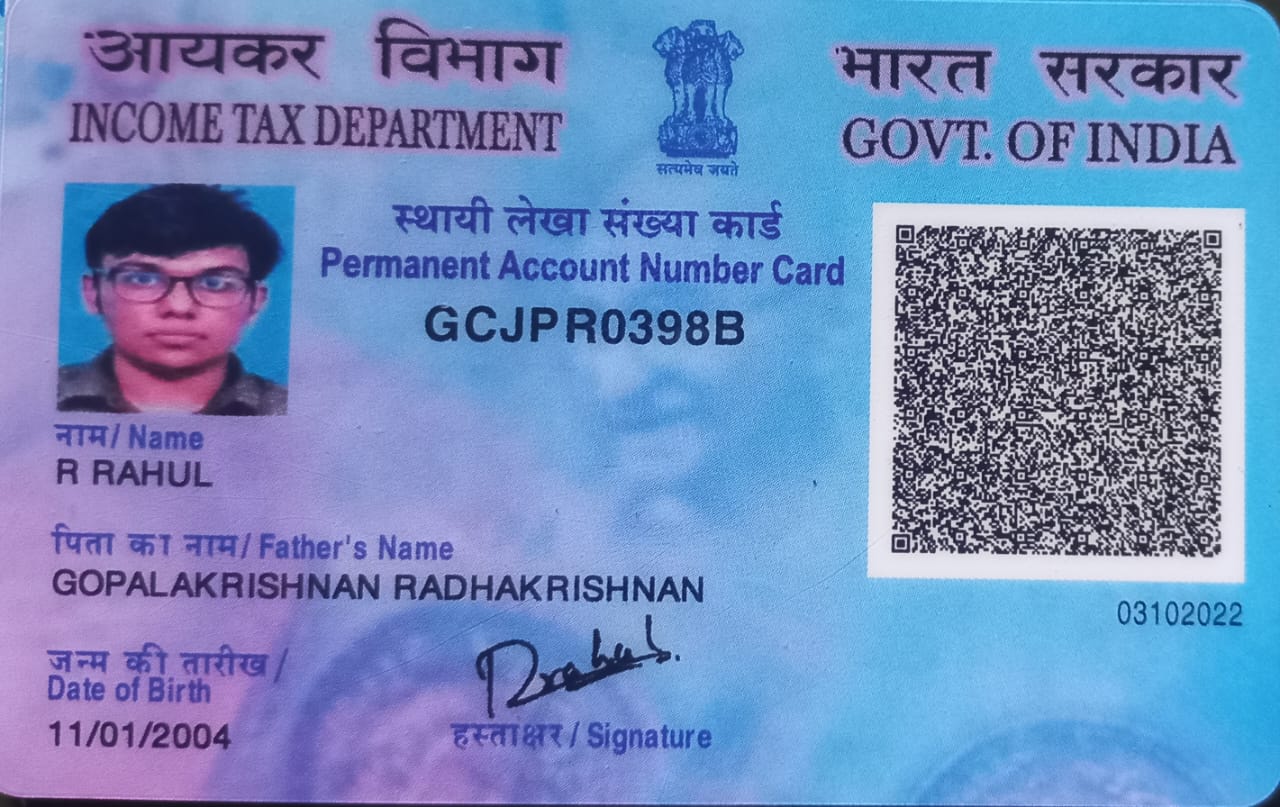 आयकर विभाग
INCOME TAX DEPARTMENT
सत्यमेव जयते
भारत सरकार
GOVT. OF INDIA
स्थायी लेखा संख्या कार्ड
Permanent Account Number Card
GCJPR0398B
नाम/ Name
R RAHUL
पिता का नाम/ Father's Name
GOPALAKRISHNAN RADHAKRISHNAN
03102022
जन्म की तारीख/
Date of Birth
11/01/2004
Rahul.
हस्ताक्षर/ Signature